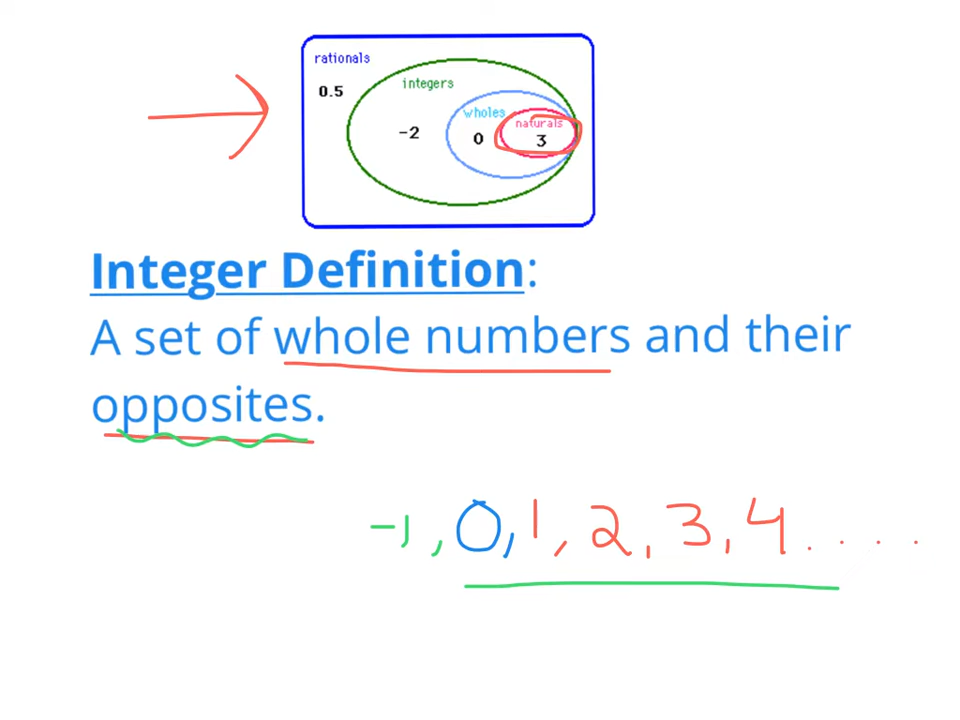 rationals
0.5
integers
-2
wholes
0
naturals
3
Integer Definition:
A set of whole numbers and their
opposites.
-1, 0, 1, 2, 3, 4.....